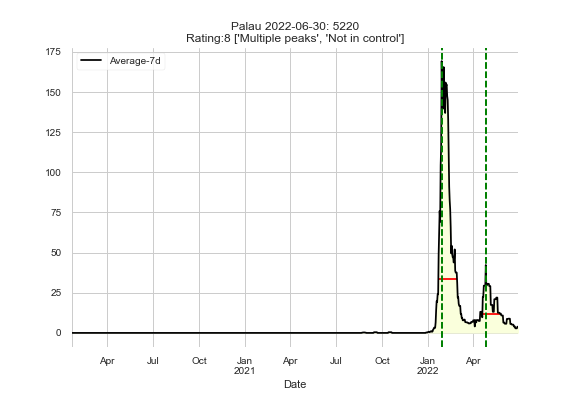 Palau 2022-06-30: 5220
Rating:8 ['Multiple peaks', 'Not in control']
Average-7d
175
150
125
100
75
50
25
0
Apr Jul Oct Jan Apr Jul Oct Jan Apr
2021 2022
Date